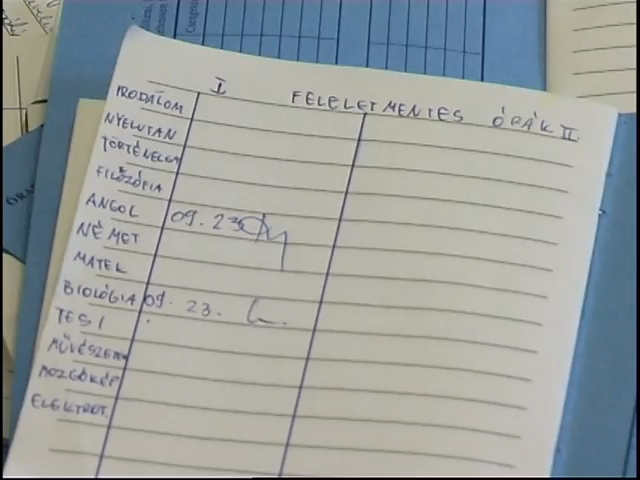 I FELELETMENTES ÓRÁK II
IRODALOM
NYELVTAN
TÖRTÉNELEM
FILOZÓFIA
ANGOL 09. 23
NÉMET
MATEK
BIOLÓGIA 09. 23.
TESI
MŰVÉSZET
MOZGÓKÉP
ELEKTROT.